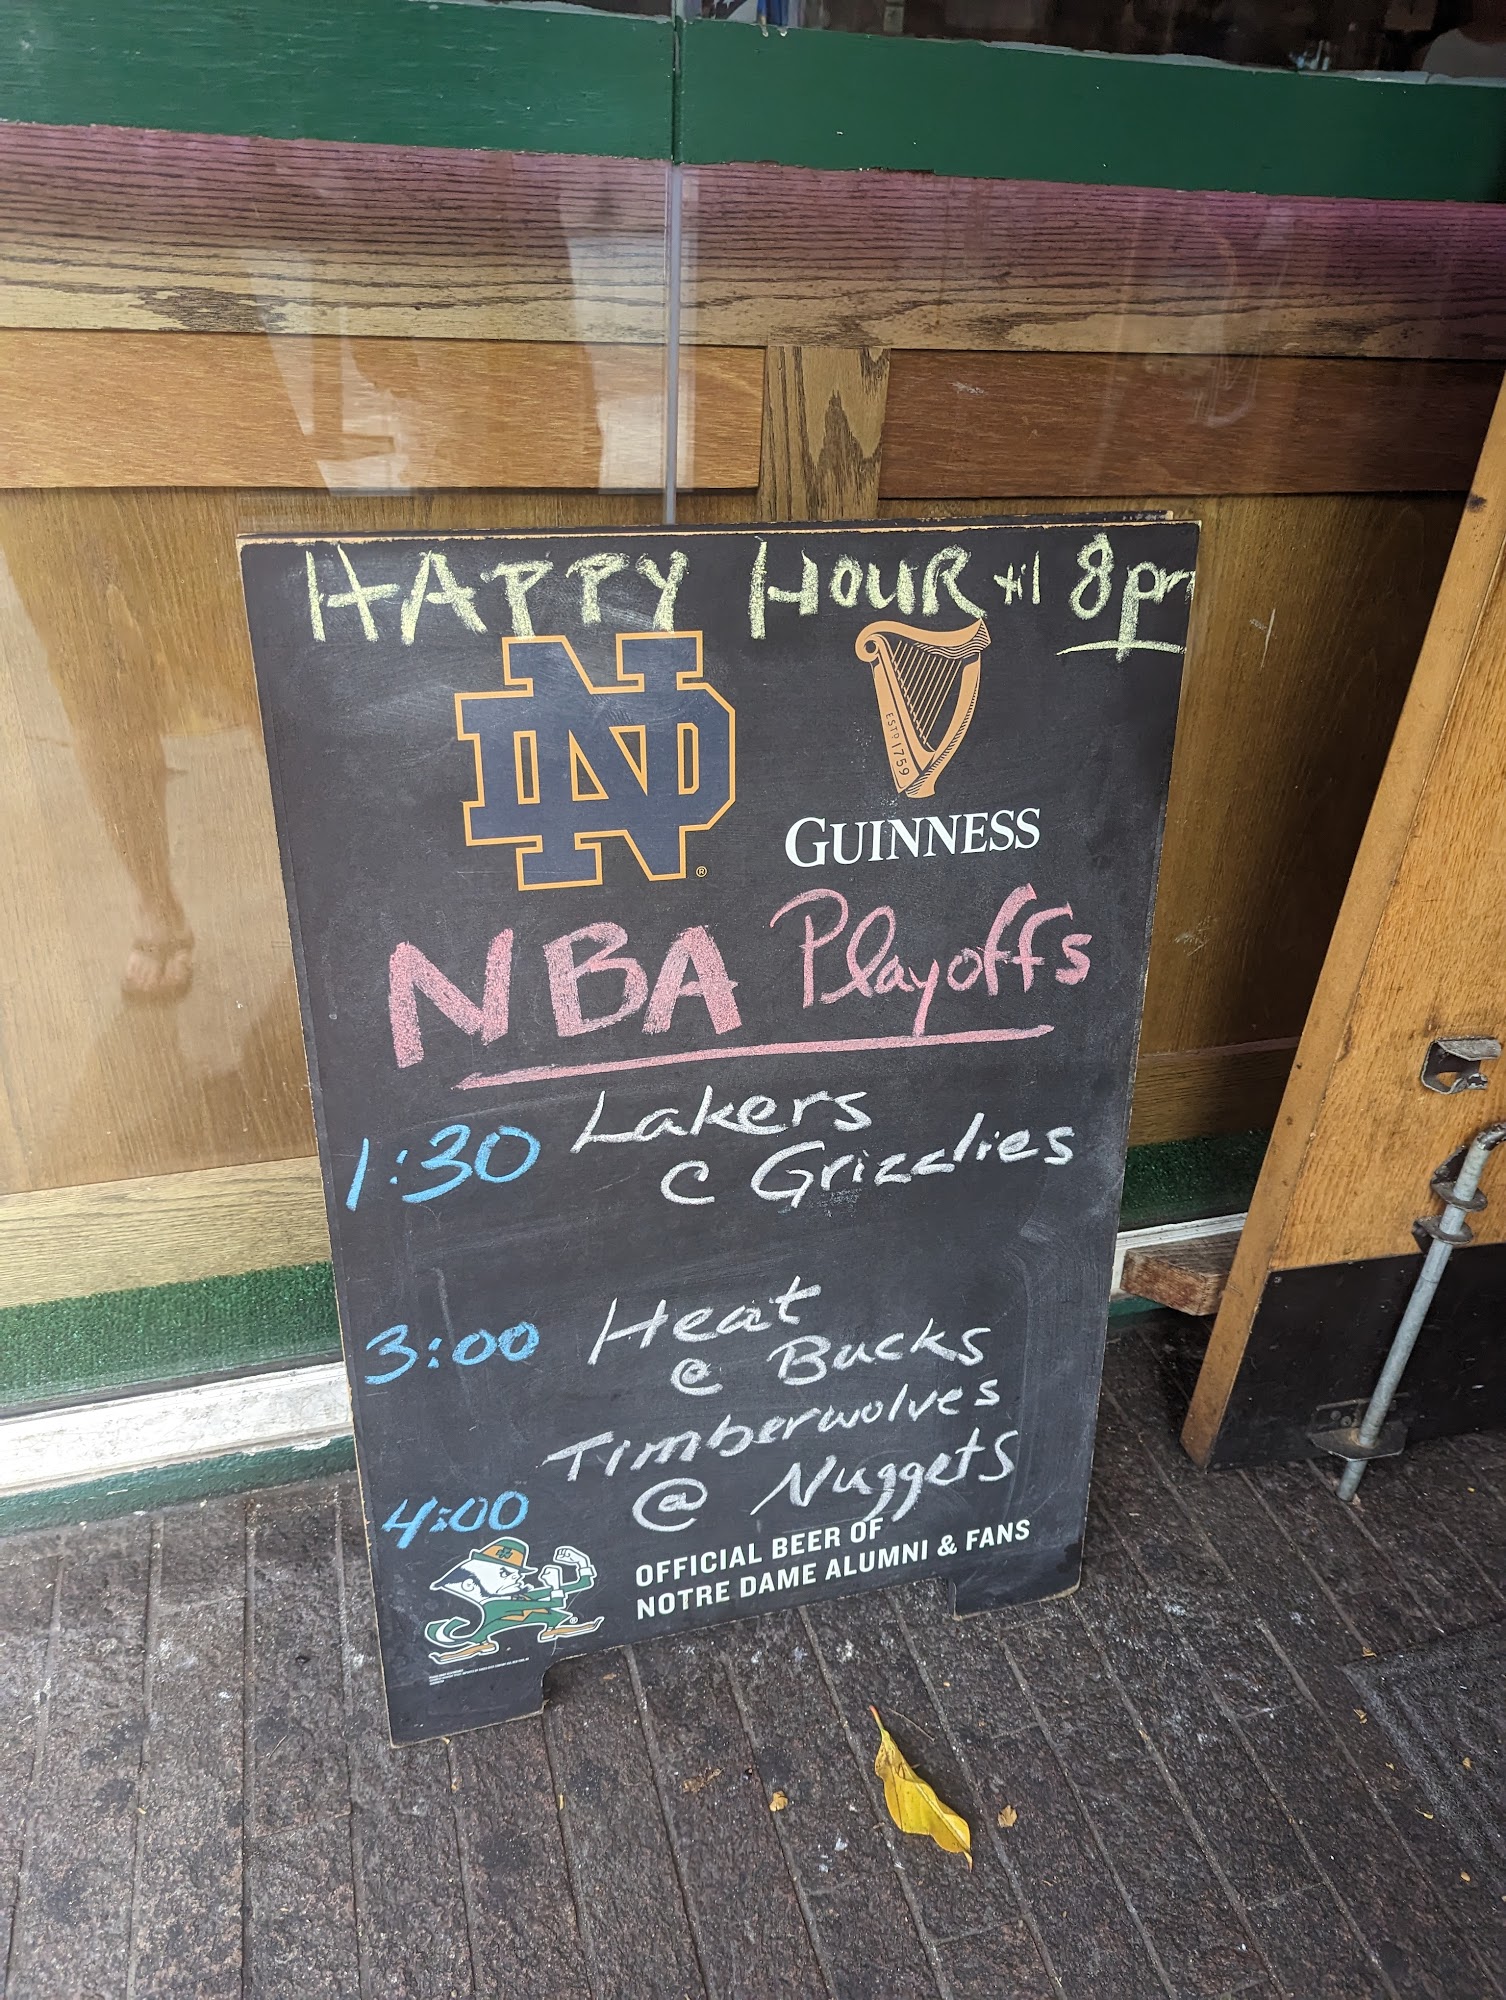 HAPPY HOUR til 8pm
ND
®
ESTD 1759
GUINNESS
NBA Playoffs
1:30 Lakers
@ Grizzlies
3:00 Heat
@ Bucks
Timberwolves
4:00 @ Nuggets
OFFICIAL BEER OF
NOTRE DAME ALUMNI & FANS